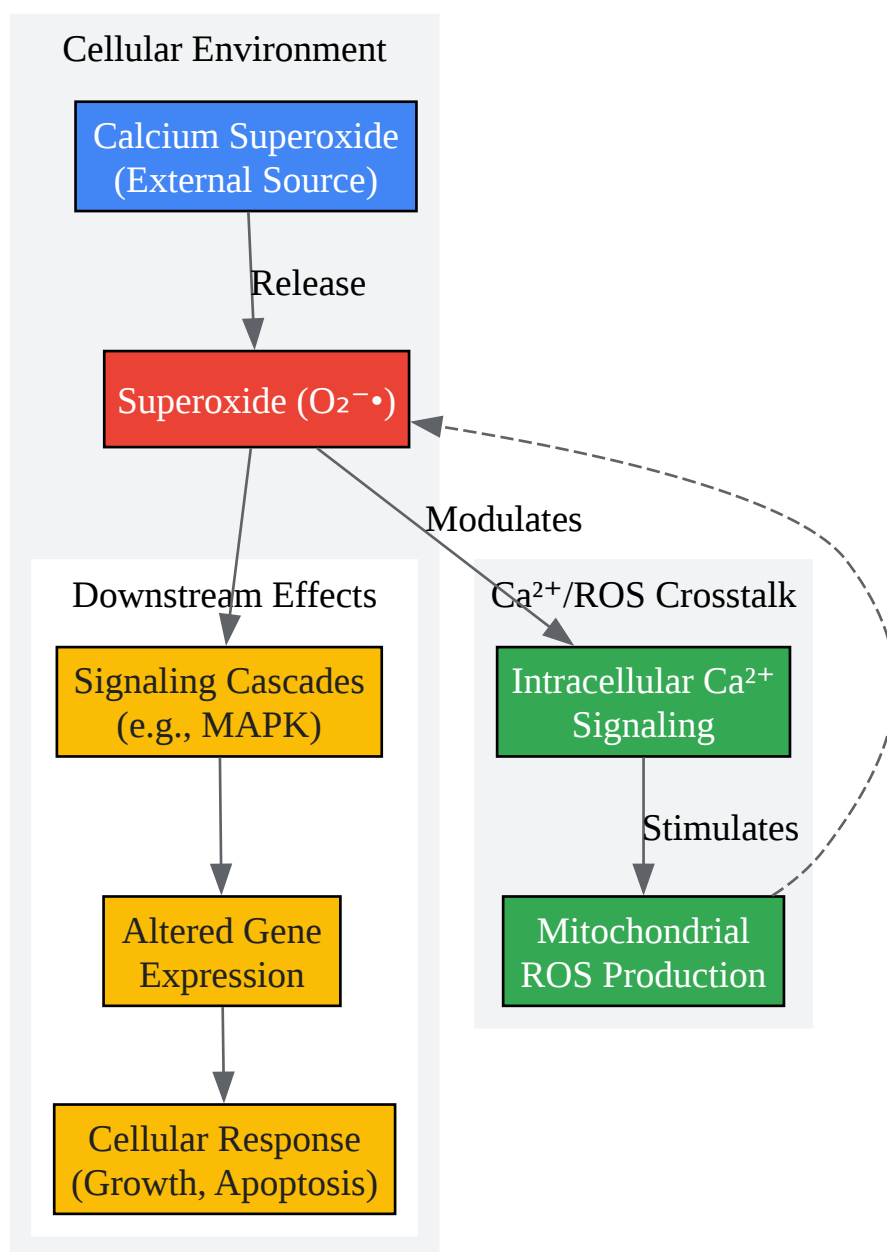 Cellular Environment
Calcium Superoxide
(External Source)
Release
Superoxide (O₂⁻•)
Modulates
Downstream Effects
Ca²⁺/ROS Crosstalk
Signaling Cascades
(e.g., MAPK)
Intracellular Ca²⁺
Signaling
Stimulates
Altered Gene
Expression
Mitochondrial
ROS Production
Cellular Response
(Growth, Apoptosis)